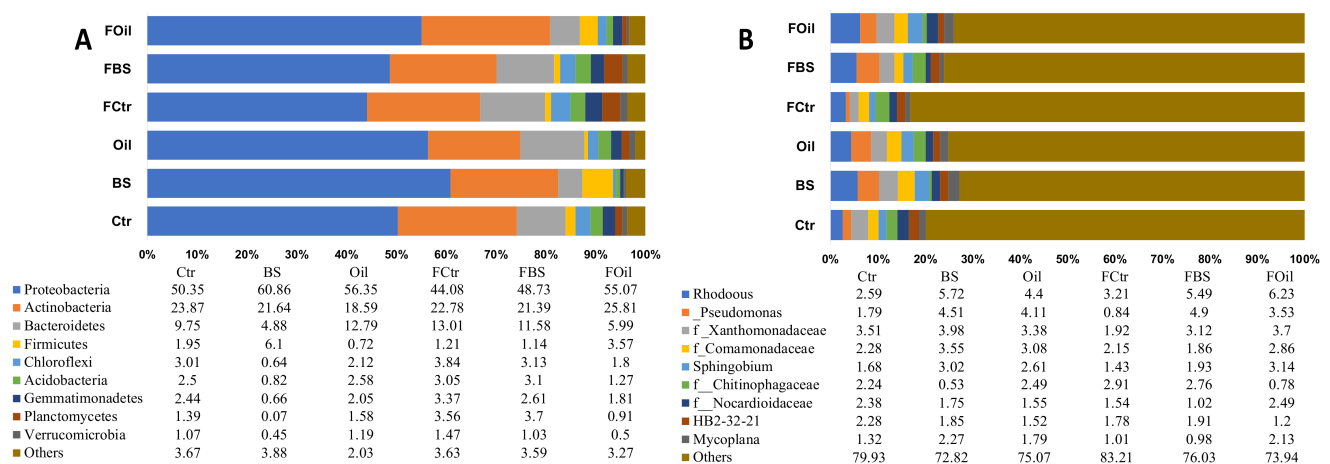 A
FOil
FBS
FCtr
Oil
BS
Ctr
0% 10% 20% 30% 40% 50% 60% 70% 80% 90% 100%
Ctr BS Oil FCtr FBS FOil
Proteobacteria 50.35 60.86 56.35 44.08 48.73 55.07
Actinobacteria 23.87 21.64 18.59 22.78 21.39 25.81
Bacteroidetes 9.75 4.88 12.79 13.01 11.58 5.99
Firmicutes 1.95 6.1 0.72 1.21 1.14 3.57
Chloroflexi 3.01 0.64 2.12 3.84 3.13 1.8
Acidobacteria 2.5 0.82 2.58 3.05 3.1 1.27
Gemmatimonadetes 2.44 0.66 2.05 3.37 2.61 1.81
Planctomycetes 1.39 0.07 1.58 3.56 3.7 0.91
Verrucomicrobia 1.07 0.45 1.19 1.47 1.03 0.5
Others 3.67 3.88 2.03 3.63 3.59 3.27
B
FOil
FBS
FCtr
Oil
BS
Ctr
0% 10% 20% 30% 40% 50% 60% 70% 80% 90% 100%
Ctr BS Oil FCtr FBS FOil
Rhodoous 2.59 5.72 4.4 3.21 5.49 6.23
_Pseudomonas 1.79 4.51 4.11 0.84 4.9 3.53
f_Xanthomonadaceae 3.51 3.98 3.38 1.92 3.12 3.7
f_Comamonadaceae 2.28 3.55 3.08 2.15 1.86 2.86
Sphingobium 1.68 3.02 2.61 1.43 1.93 3.14
f__Chitinophagaceae 2.24 0.53 2.49 2.91 2.76 0.78
f__Nocardioidaceae 2.38 1.75 1.55 1.54 1.02 2.49
HB2-32-21 2.28 1.85 1.52 1.78 1.91 1.2
Mycoplana 1.32 2.27 1.79 1.01 0.98 2.13
Others 79.93 72.82 75.07 83.21 76.03 73.94